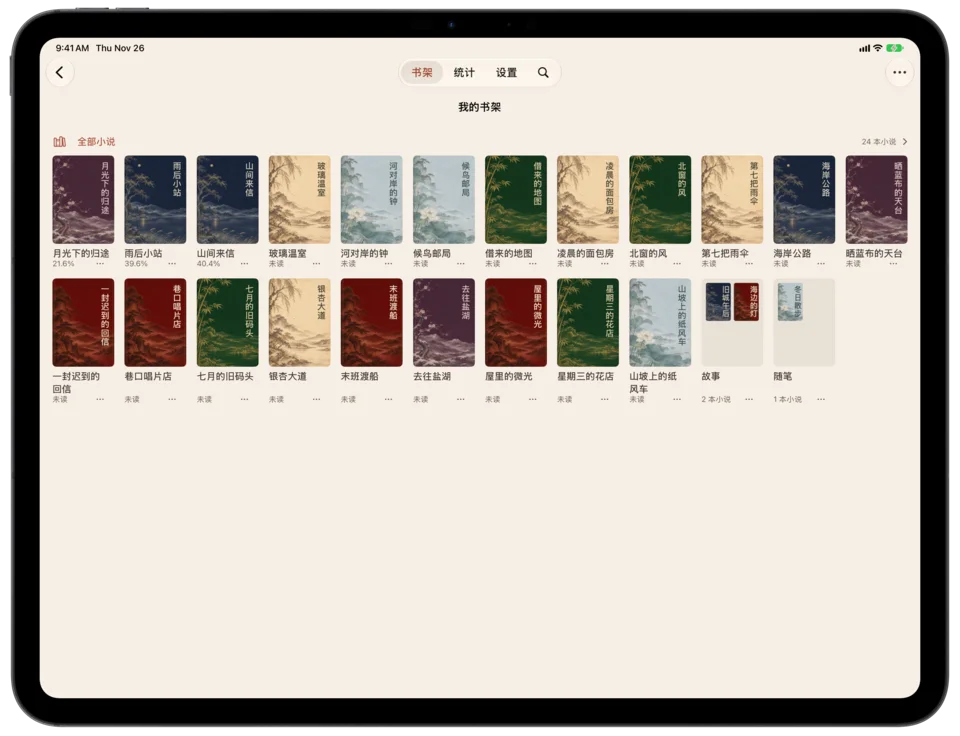 9:41 AM Thu Nov 26
书架 统计 设置
我的书架
全部小说
24 本小说
月光下的归途
雨后小站
山间来信
玻璃温室
河对岸的钟
候鸟邮局
借来的地图
凌晨的面包房
北窗的风
第七把雨伞
海岸公路
晒蓝布的天台
月光下的归途
雨后小站
山间来信
玻璃温室
河对岸的钟
候鸟邮局
借来的地图
凌晨的面包房
北窗的风
第七把雨伞
海岸公路
晒蓝布的天台
21.6%
39.6%
40.4%
未读
未读
未读
未读
未读
未读
未读
未读
未读
一封迟到的回信
巷口唱片店
七月的旧码头
银杏大道
末班渡船
去往盐湖
屋里的微光
星期三的花店
山坡上的纸风车
旧城午后
海边的灯
冬日散步
一封迟到的
回信
巷口唱片店
七月的旧码头
银杏大道
末班渡船
去往盐湖
屋里的微光
星期三的花店
山坡上的纸
风车
故事
随笔
未读
未读
未读
未读
未读
未读
未读
未读
未读
2 本小说
1 本小说